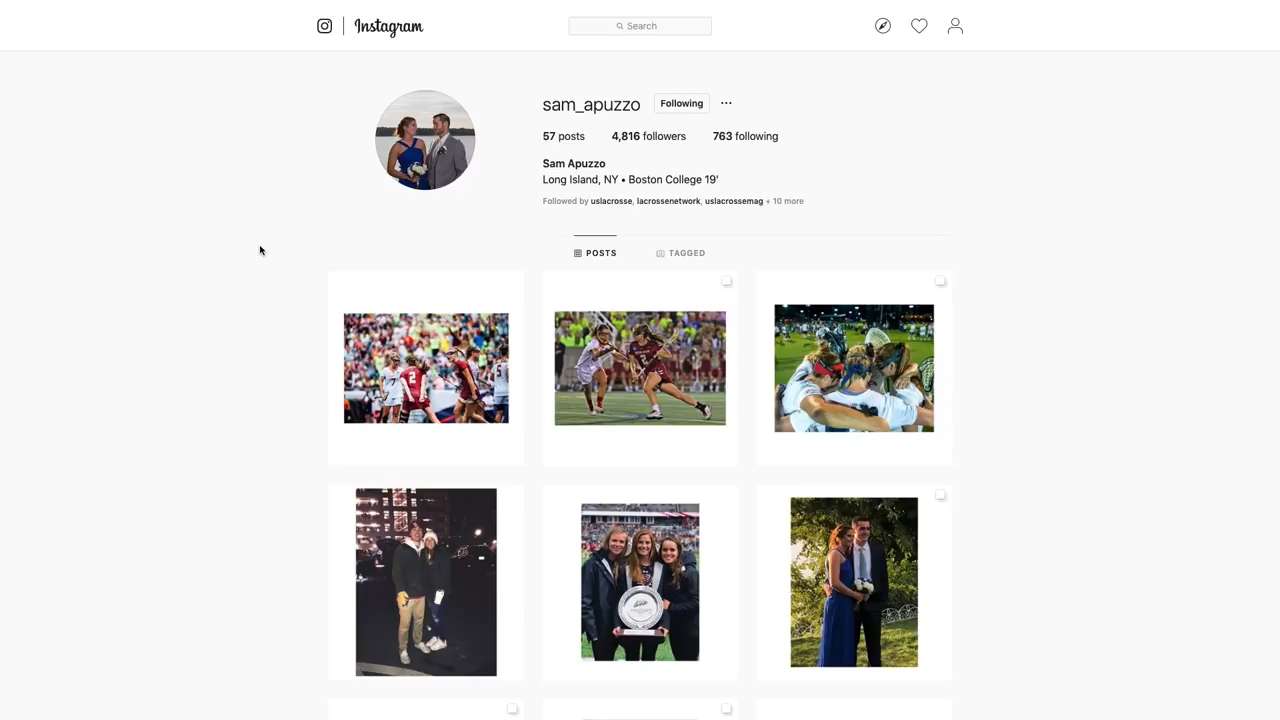 Instagram
Search
sam_apuzzo Following
57 posts 4,816 followers 763 following
Sam Apuzzo
Long Island, NY • Boston College 19'
Followed by uslacrosse, lacrossenetwork, uslacrossemag + 10 more
POSTS TAGGED
2